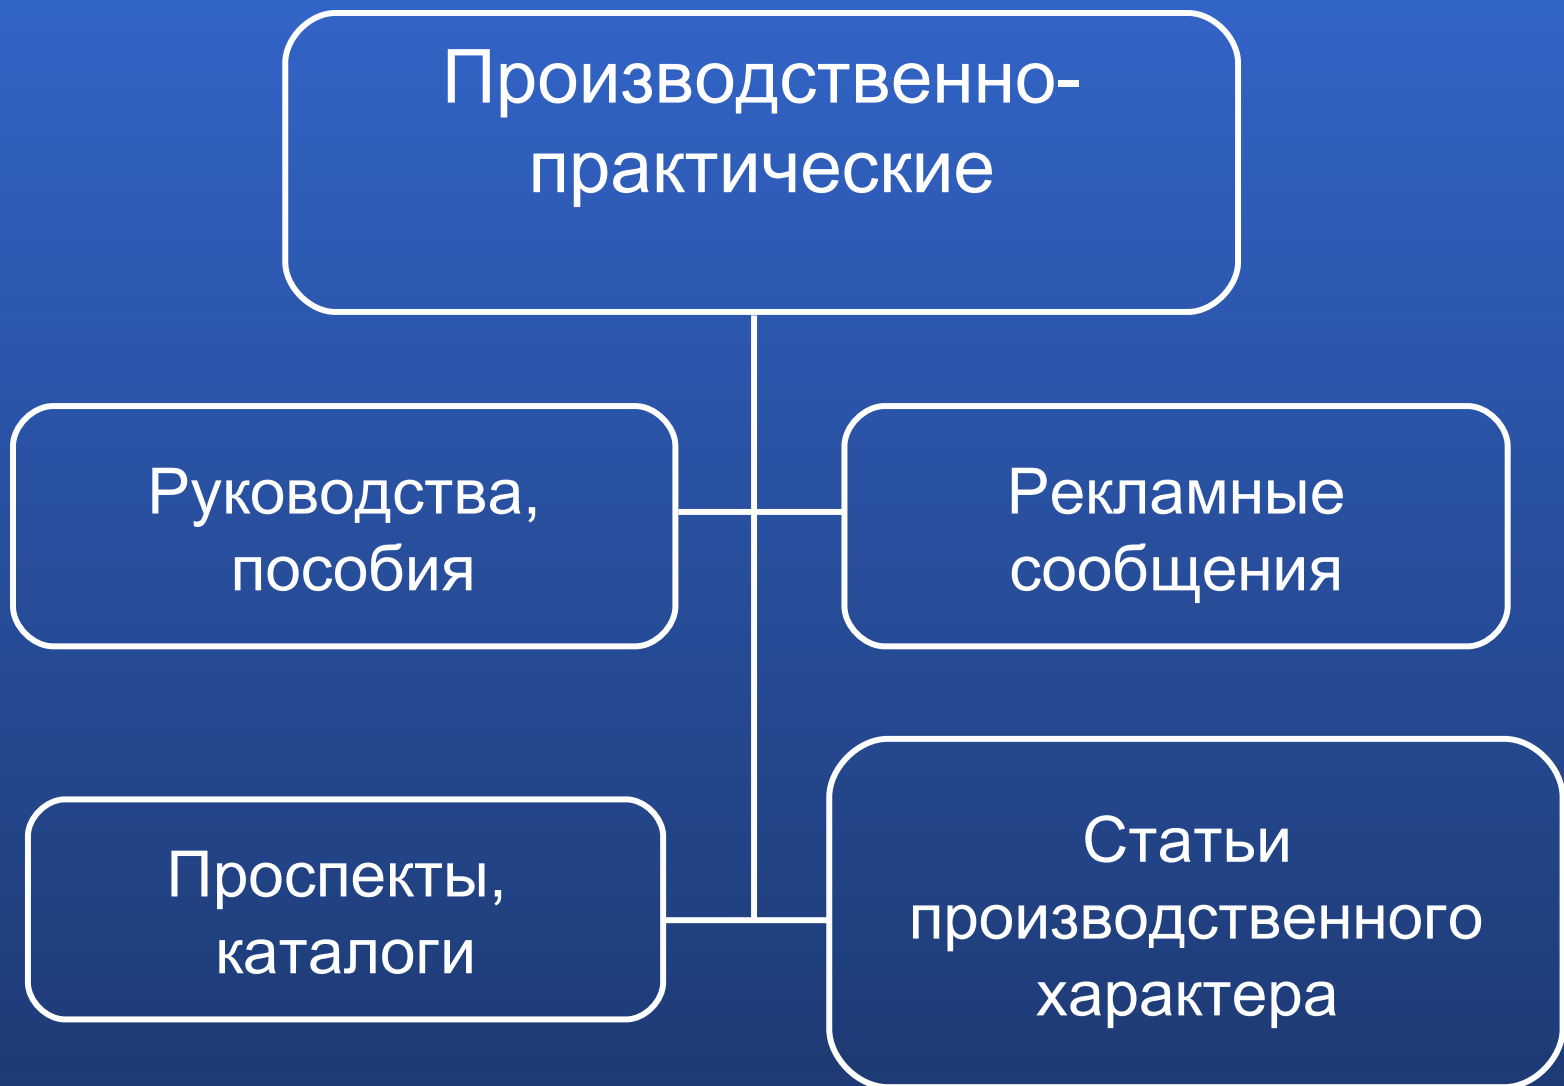 Производственно-
практические
Руководства,
пособия
Рекламные
сообщения
Проспекты,
каталоги
Статьи
производственного
характера